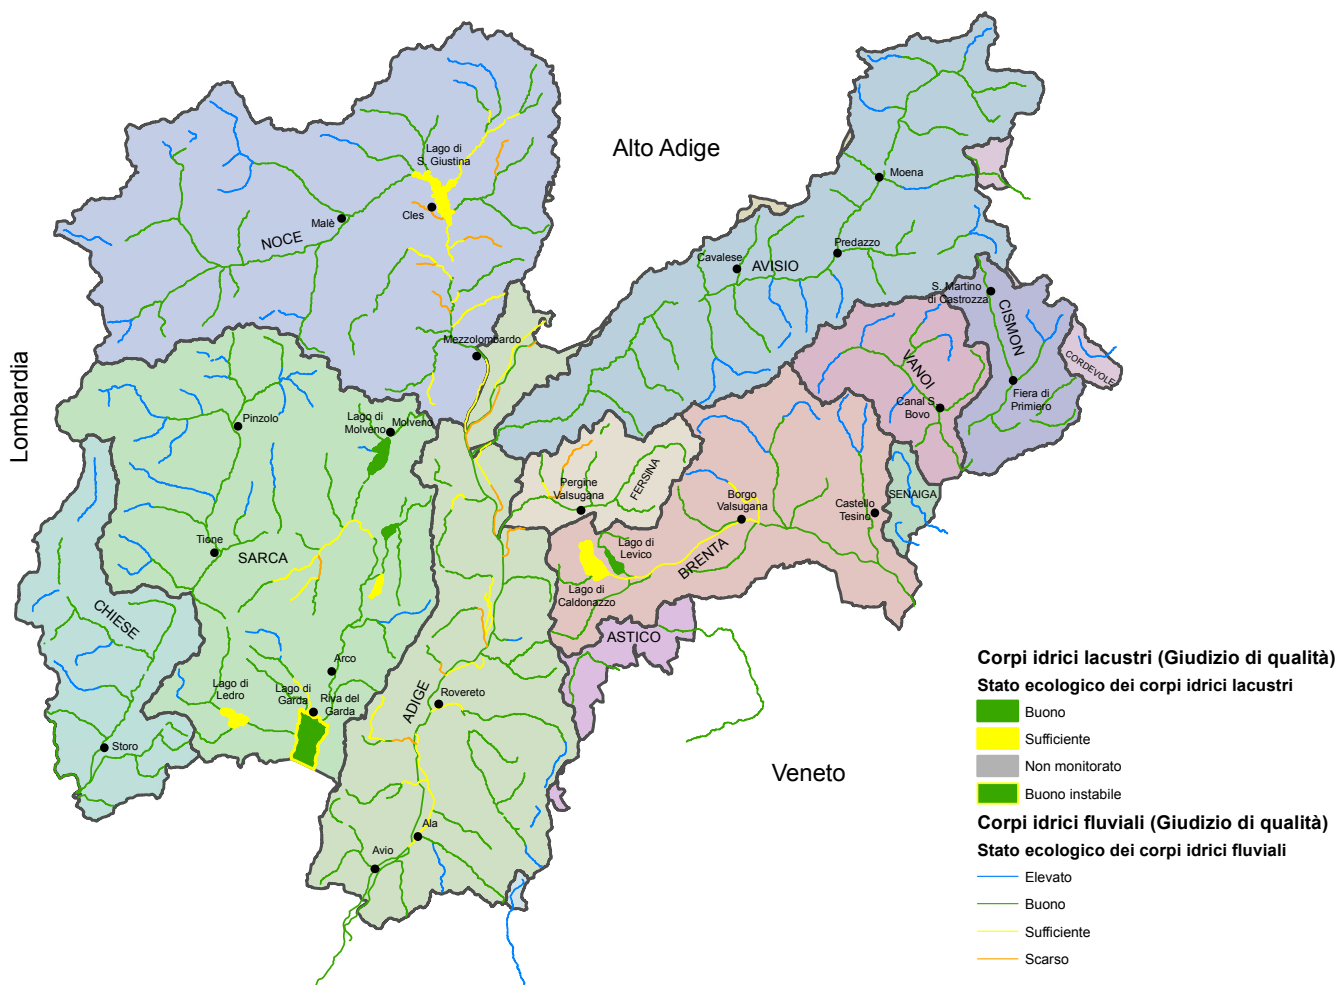 Alto Adige
Lago di
S. Giustina
Moena
Cles
Malè
NOCE
Predazzo
Cavalese
AVISIO
S. Martino
di Castrozza
CISMON
Mezzolombardo
VANOI
CORDEVOLE
Lombardia
Fiera di
Primiero
Canal S.
Bovo
Pinzolo
Lago di
Molveno
Molveno
FERSINA
Pergine
Valsugana
Borgo
Valsugana
SENAIGA
Castello
Tesino
Tione
SARCA
Lago di
Levico
BRENTA
Lago di
Caldonazzo
CHIESE
ASTICO
Arco
Lago di
Ledro
Lago di
Garda
Riva del
Garda
ADIGE
Rovereto
Storo
Veneto
Ala
Avio
Corpi idrici lacustri (Giudizio di qualità)
Stato ecologico dei corpi idrici lacustri
Buono
Sufficiente
Non monitorato
Buono instabile
Corpi idrici fluviali (Giudizio di qualità)
Stato ecologico dei corpi idrici fluviali
Elevato
Buono
Sufficiente
Scarso